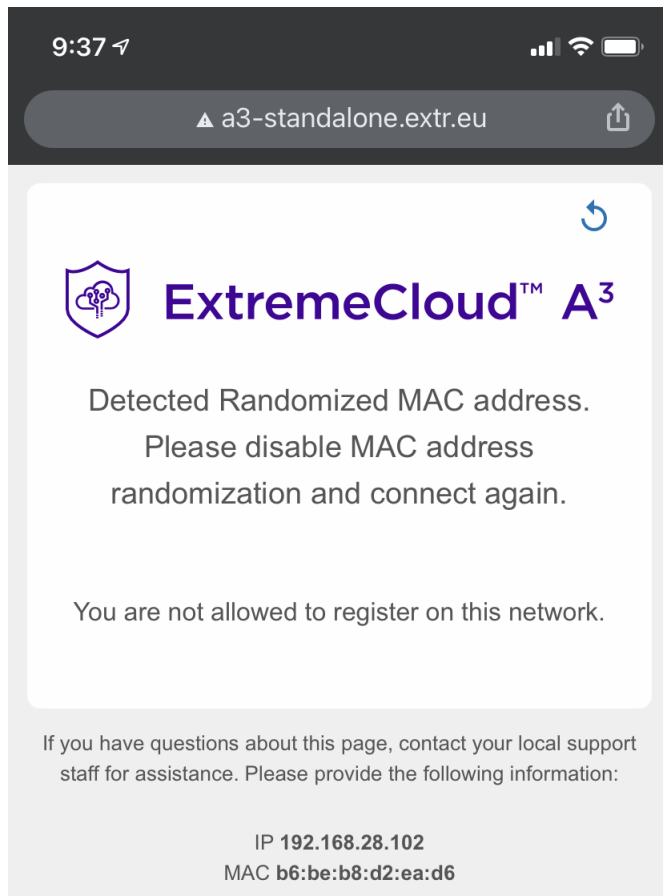 9:37
a3-standalone.extr.eu
ExtremeCloud™ A³
Detected Randomized MAC address.
Please disable MAC address
randomization and connect again.
You are not allowed to register on this network.
If you have questions about this page, contact your local support
staff for assistance. Please provide the following information:
IP 192.168.28.102
MAC b6:be:b8:d2:ea:d6